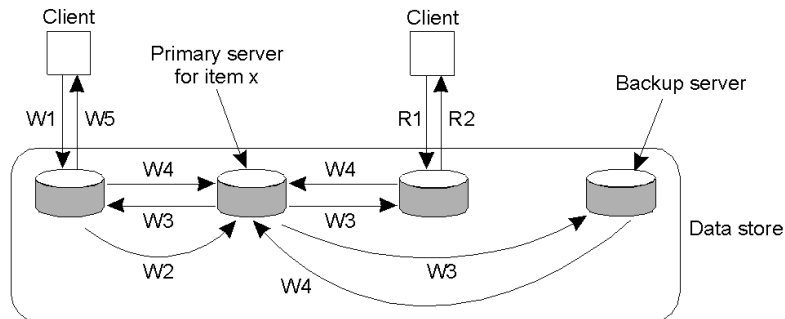 Client
Client
Primary server
for item x
Backup server
W1
W5
R1
R2
W4
W4
W3
W3
Data store
W2
W3
W4